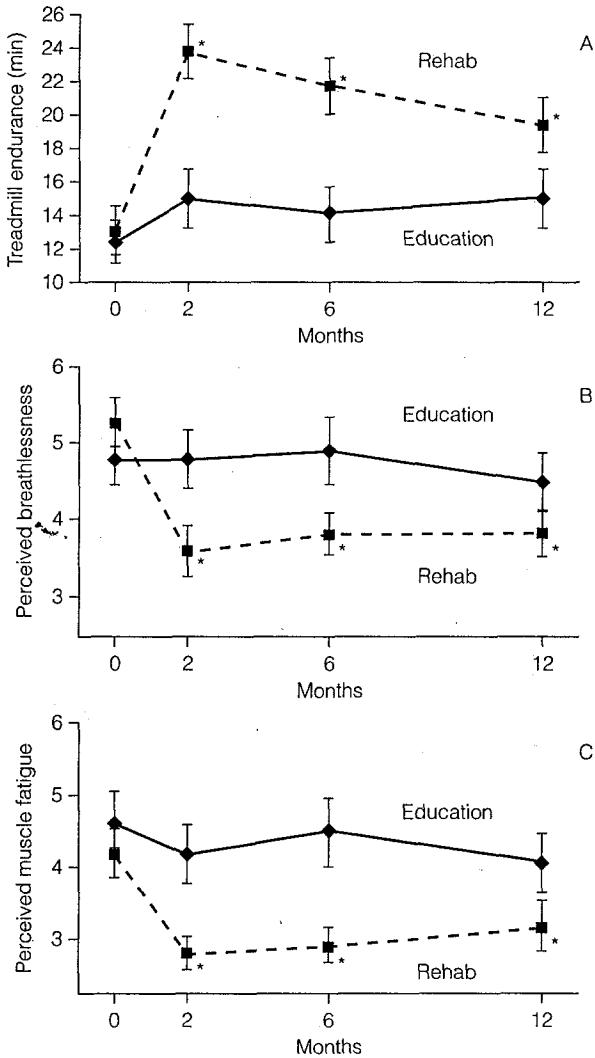 26
24
22
20
18
16
14
12
10
Treadmill endurance (min)
A
Rehab
Education
*
*
*
0 2 6 12
Months
6
5
4
3
Perceived breathlessness
B
Education
Rehab
*
*
*
0 2 6 12
Months
6
5
4
3
Perceived muscle fatigue
C
Education
Rehab
*
*
*
0 2 6 12
Months